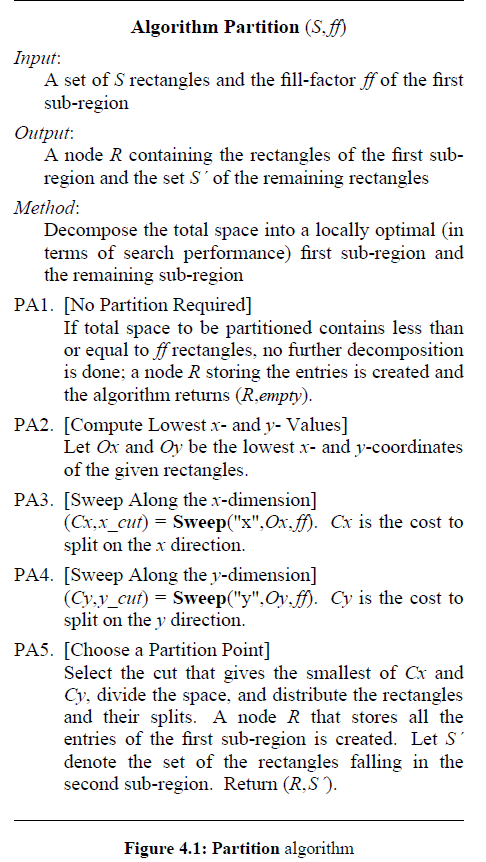 Algorithm Partition (S,ff)
Input:
A set of S rectangles and the fill-factor ff of the first
sub-region
Output:
A node R containing the rectangles of the first sub-
region and the set S´ of the remaining rectangles
Method:
Decompose the total space into a locally optimal (in
terms of search performance) first sub-region and
the remaining sub-region
PA1. [No Partition Required]
If total space to be partitioned contains less than
or equal to ff rectangles, no further decomposition
is done; a node R storing the entries is created and
the algorithm returns (R,empty).
PA2. [Compute Lowest x- and y- Values]
Let Ox and Oy be the lowest x- and y-coordinates
of the given rectangles.
PA3. [Sweep Along the x-dimension]
(Cx,x_cut) = Sweep("x",Ox,ff). Cx is the cost to
split on the x direction.
PA4. [Sweep Along the y-dimension]
(Cy,y_cut) = Sweep("y",Oy,ff). Cy is the cost to
split on the y direction.
PA5. [Choose a Partition Point]
Select the cut that gives the smallest of Cx and
Cy, divide the space, and distribute the rectangles
and their splits. A node R that stores all the
entries of the first sub-region is created. Let S´
denote the set of the rectangles falling in the
second sub-region. Return (R,S´).
Figure 4.1: Partition algorithm